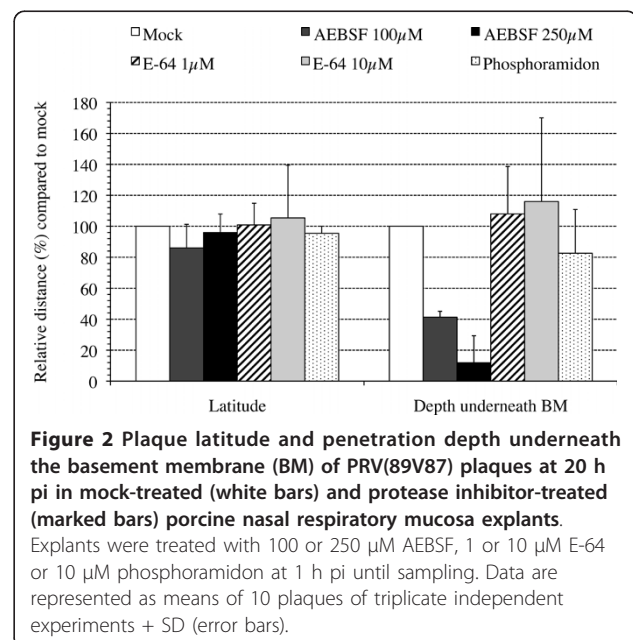 Mock
AEBSF 100µM
AEBSF 250µM
E-64 1µM
E-64 10µM
Phosphoramidon
Relative distance (%) compared to mock
180
160
140
120
100
80
60
40
20
0
Latitude
Depth underneath BM
Figure 2 Plaque latitude and penetration depth underneath
the basement membrane (BM) of PRV(89V87) plaques at 20 h
pi in mock-treated (white bars) and protease inhibitor-treated
(marked bars) porcine nasal respiratory mucosa explants.
Explants were treated with 100 or 250 µM AEBSF, 1 or 10 µM E-64
or 10 µM phosphoramidon at 1 h pi until sampling. Data are
represented as means of 10 plaques of triplicate independent
experiments + SD (error bars).